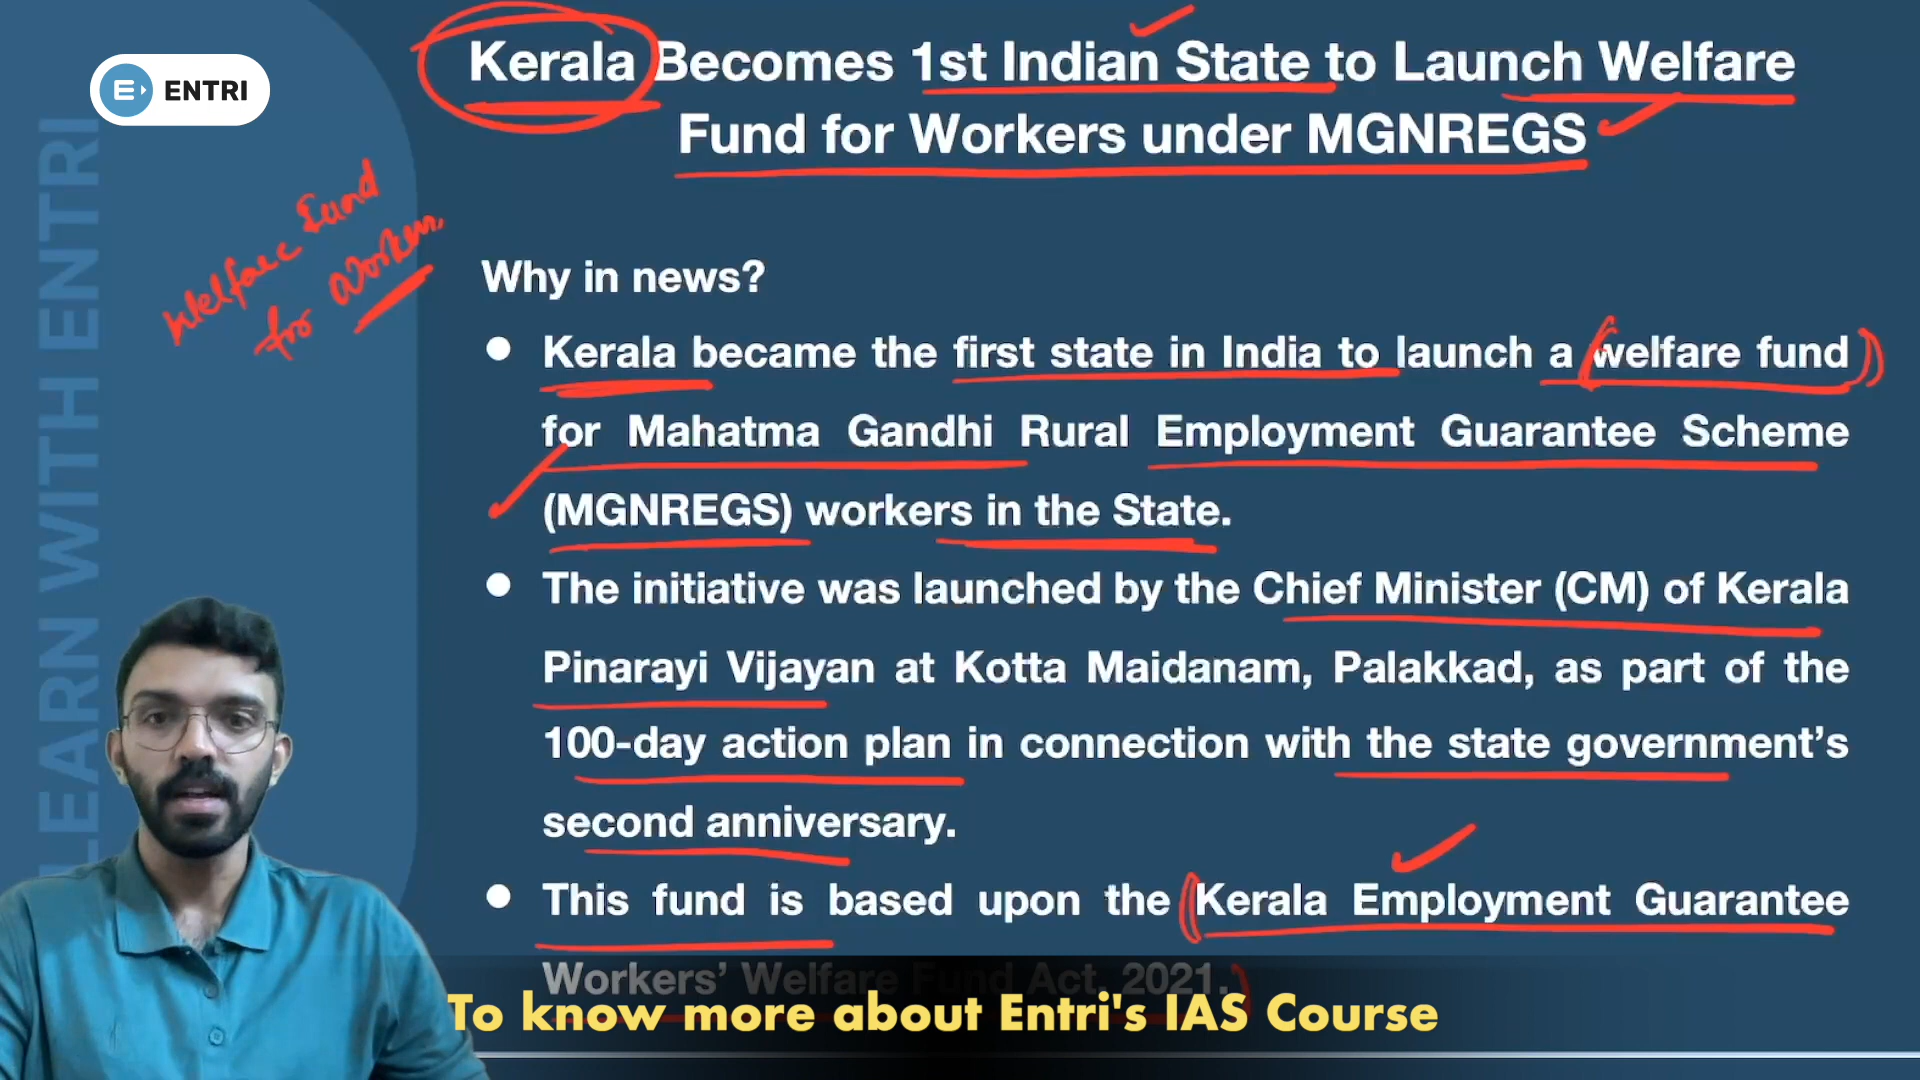 ENTRI
LEARN WITH ENTRI
Kerala Becomes 1st Indian State to Launch Welfare
Fund for Workers under MGNREGS
Welfare Fund
for Workers
Why in news?
● Kerala became the first state in India to launch a welfare fund
for Mahatma Gandhi Rural Employment Guarantee Scheme
(MGNREGS) workers in the State.
● The initiative was launched by the Chief Minister (CM) of Kerala
Pinarayi Vijayan at Kotta Maidanam, Palakkad, as part of the
100-day action plan in connection with the state government’s
second anniversary.
● This fund is based upon the Kerala Employment Guarantee
Workers’ Welfare Fund Act, 2021.
To know more about Entri's IAS Course